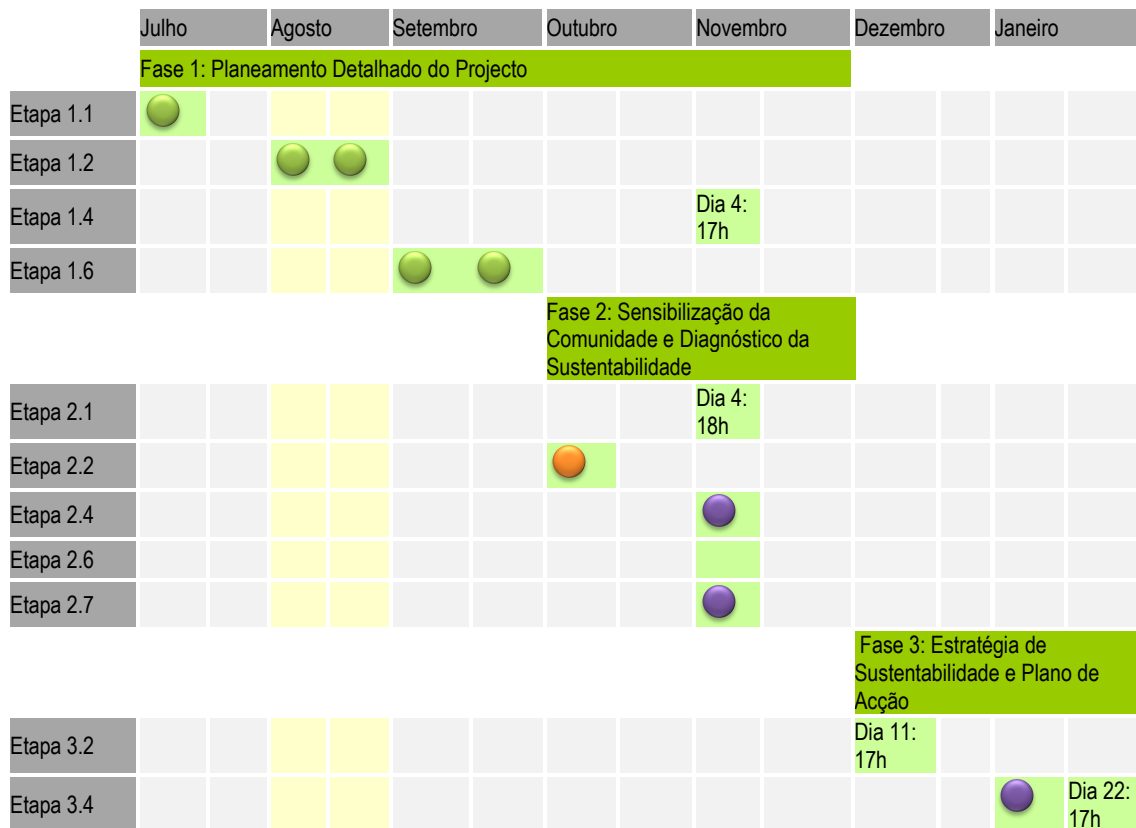 Julho Agosto Setembro Outubro Novembro Dezembro Janeiro
Fase 1: Planeamento Detalhado do Projecto
Etapa 1.1
Etapa 1.2
Etapa 1.4
Dia 4:
17h
Etapa 1.6
Fase 2: Sensibilização da
Comunidade e Diagnóstico da
Sustentabilidade
Etapa 2.1
Dia 4:
18h
Etapa 2.2
Etapa 2.4
Etapa 2.6
Etapa 2.7
Fase 3: Estratégia de
Sustentabilidade e Plano de
Acção
Etapa 3.2
Dia 11:
17h
Etapa 3.4
Dia 22:
17h